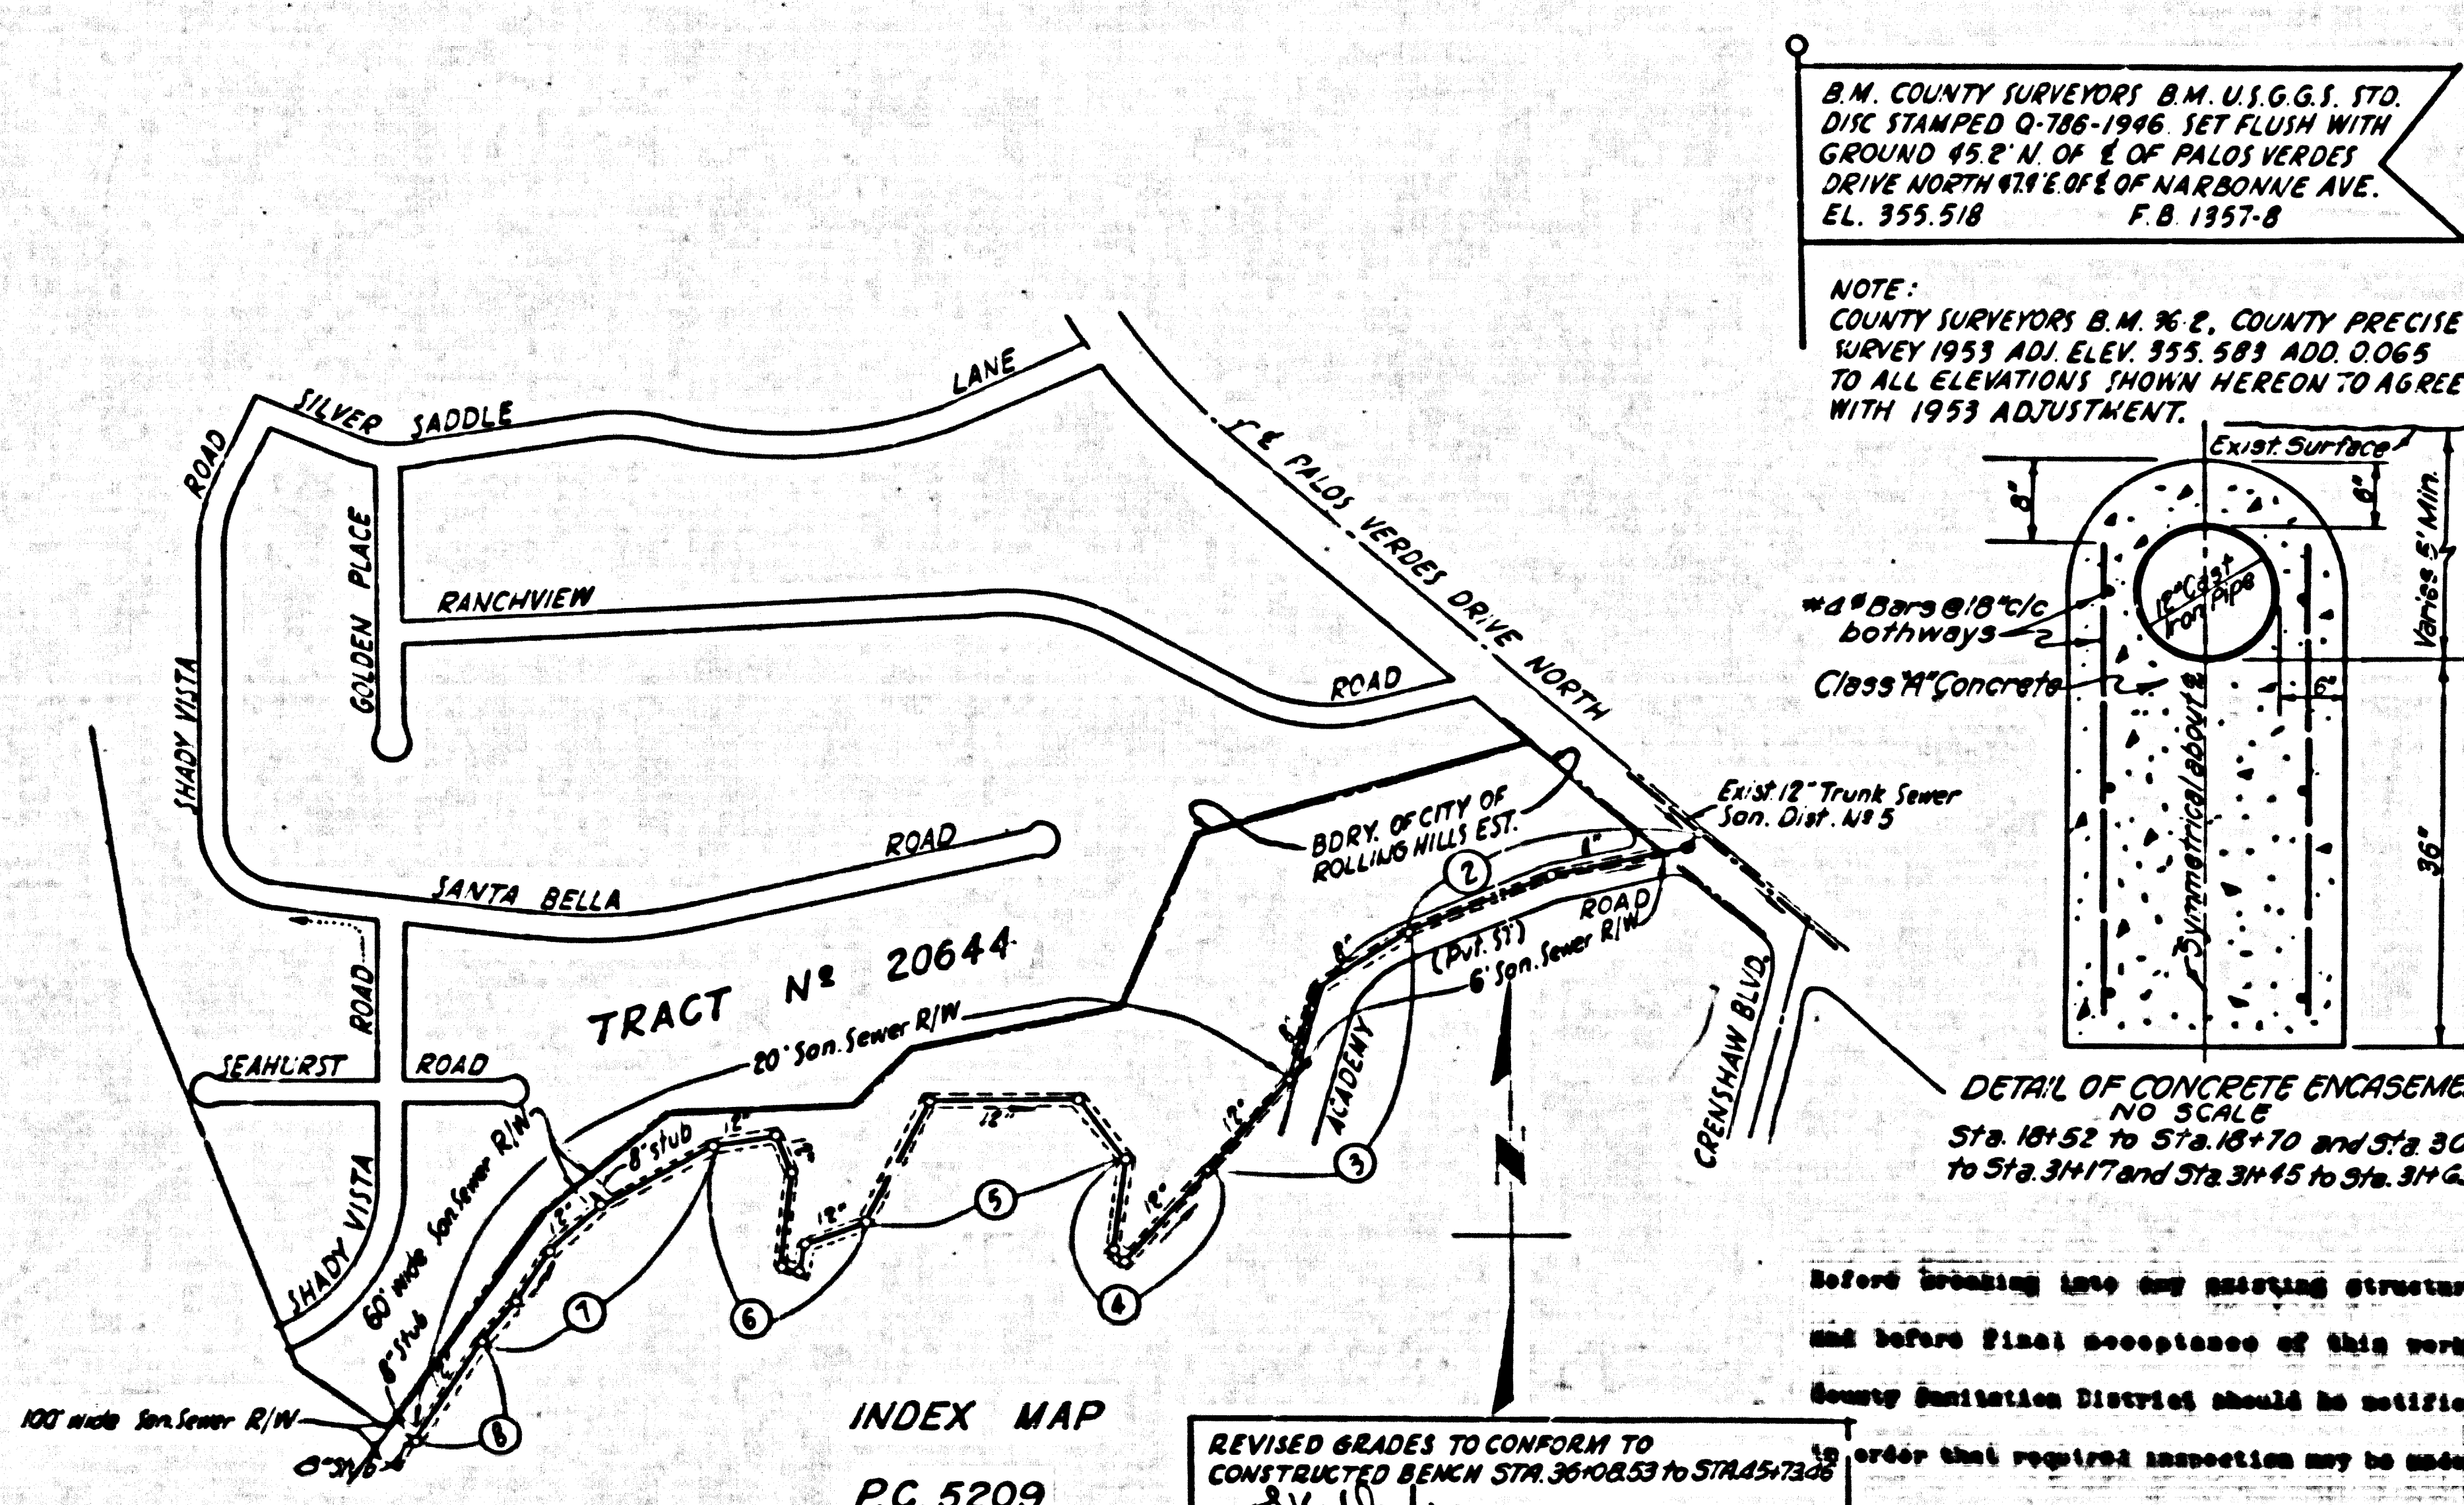 B.M. COUNTY SURVEYORS B.M. U.S.G.G.S. STD.
DISC STAMPED Q-786-1946 SET FLUSH WITH
GROUND 45.2' N. OF ℄ OF PALOS VERDES
DRIVE NORTH 47.9' E. OF ℄ OF NARBONNE AVE.
EL. 355.518 F.B. 1357-8
NOTE:
COUNTY SURVEYORS B.M. 36-2, COUNTY PRECISE
SURVEY 1953 ADJ. ELEV. 355.583 ADD. 0.065
TO ALL ELEVATIONS SHOWN HEREON TO AGREE
WITH 1953 ADJUSTMENT.
Exist. Surface
8"
6"
Varies 5' Min.
12" Cast
Iron Pipe
#4 Bars @ 18" c/c
bothways
Class "A" Concrete
6"
Symmetrical about ℄
36"
DETAIL OF CONCRETE ENCASEME
NO SCALE
Sta. 18+52 to Sta. 18+70 and Sta. 30
to Sta. 31+17 and Sta. 31+45 to Sta. 31+6
SILVER SADDLE LANE
ROAD
SHADY VISTA
GOLDEN PLACE
RANCHVIEW
ROAD
℄ PALOS VERDES DRIVE NORTH
SANTA BELLA
ROAD
Exist. 12" Trunk Sewer
San. Dist. Nº 5
BDRY. OF CITY OF
ROLLING HILLS EST.
2
8"
ROAD
(Pvt. St)
6' San. Sewer R/W
8"
TRACT Nº 20644
20' San. Sewer R/W
ROAD
SEAHURST ROAD
ACADEMY
CRENSHAW BLVD.
8"
12"
3
12"
4
12"
5
12"
6
12"
8" stub
12"
7
SHADY VISTA
60' wide San. Sewer R/W
8" Stub
8
100' wide San. Sewer R/W
8" Stub
N
INDEX MAP
P.C. 5209
REVISED GRADES TO CONFORM TO
CONSTRUCTED BENCH STA. 36+08.53 to STA. 45+73.46
Before breaking into any existing structur
and before final acceptance of this work
County Sanitation District should be notifie
in order that required inspection may be made